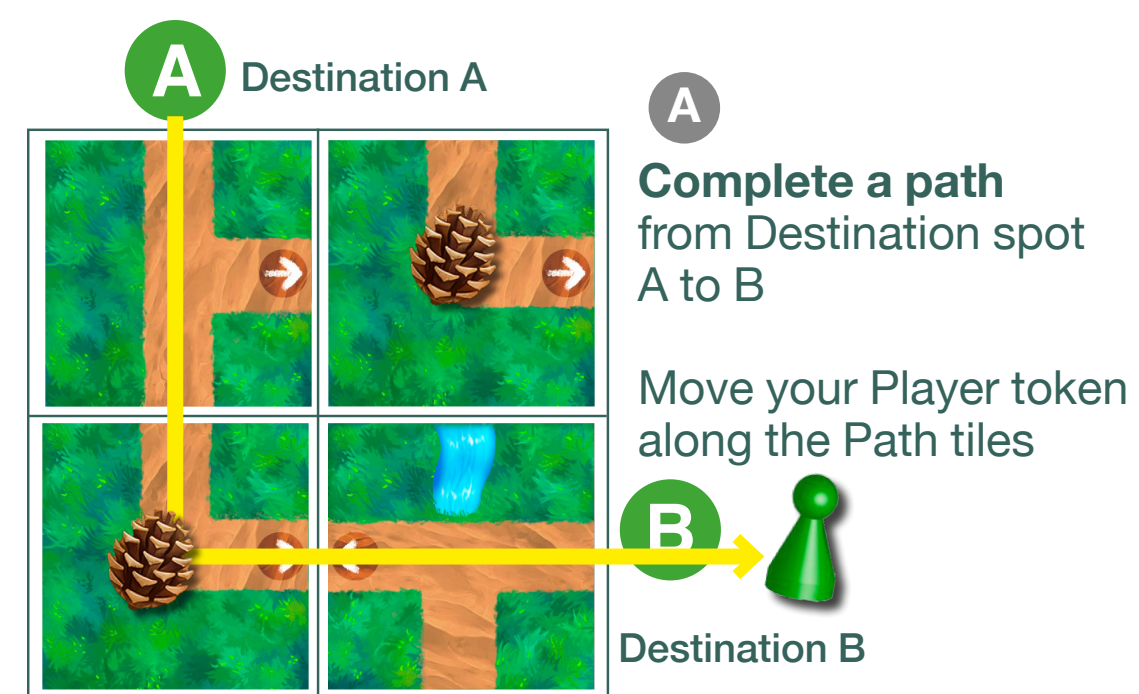 A
Destination A
A
Complete a path
from Destination spot
A to B
Move your Player token
along the Path tiles
B
Destination B